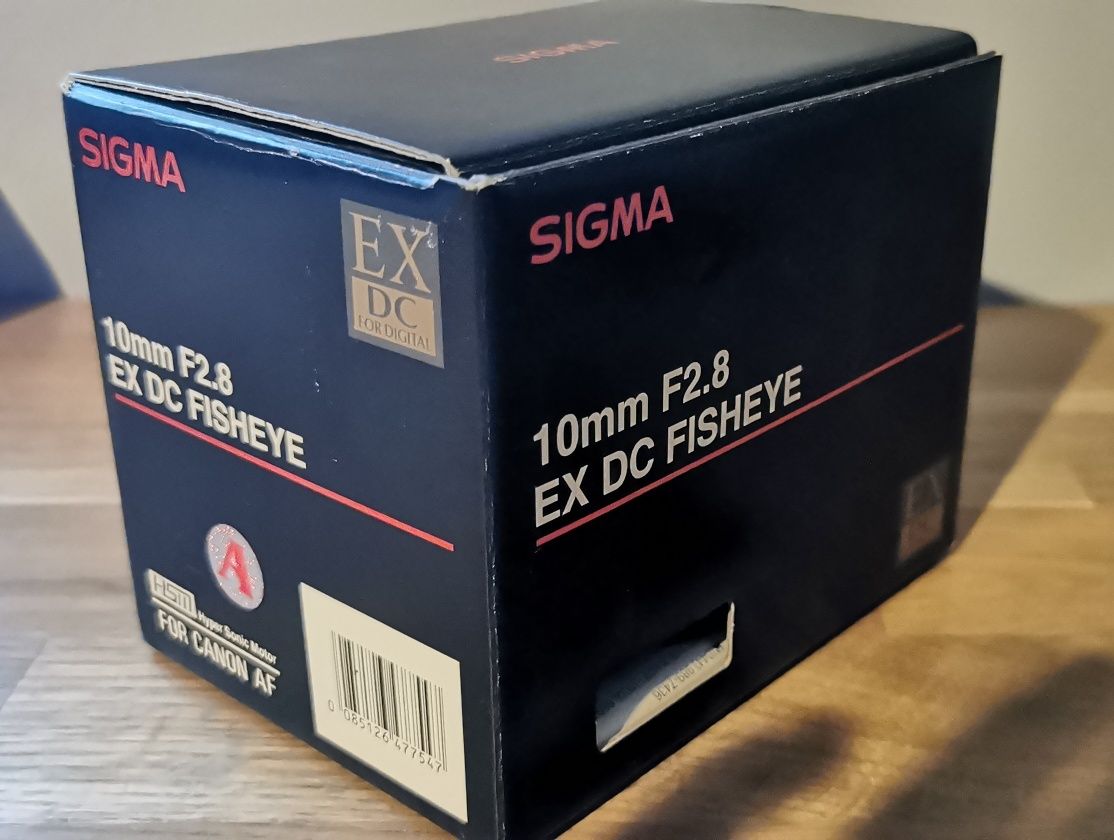 SIGMA
SIGMA
EX
DC
FOR DIGITAL
10mm F2.8
EX DC FISHEYE
A
HSM Hyper Sonic Motor
FOR CANON AF
0 085126 477547
SIGMA
10mm F2.8
EX DC FISHEYE
EX